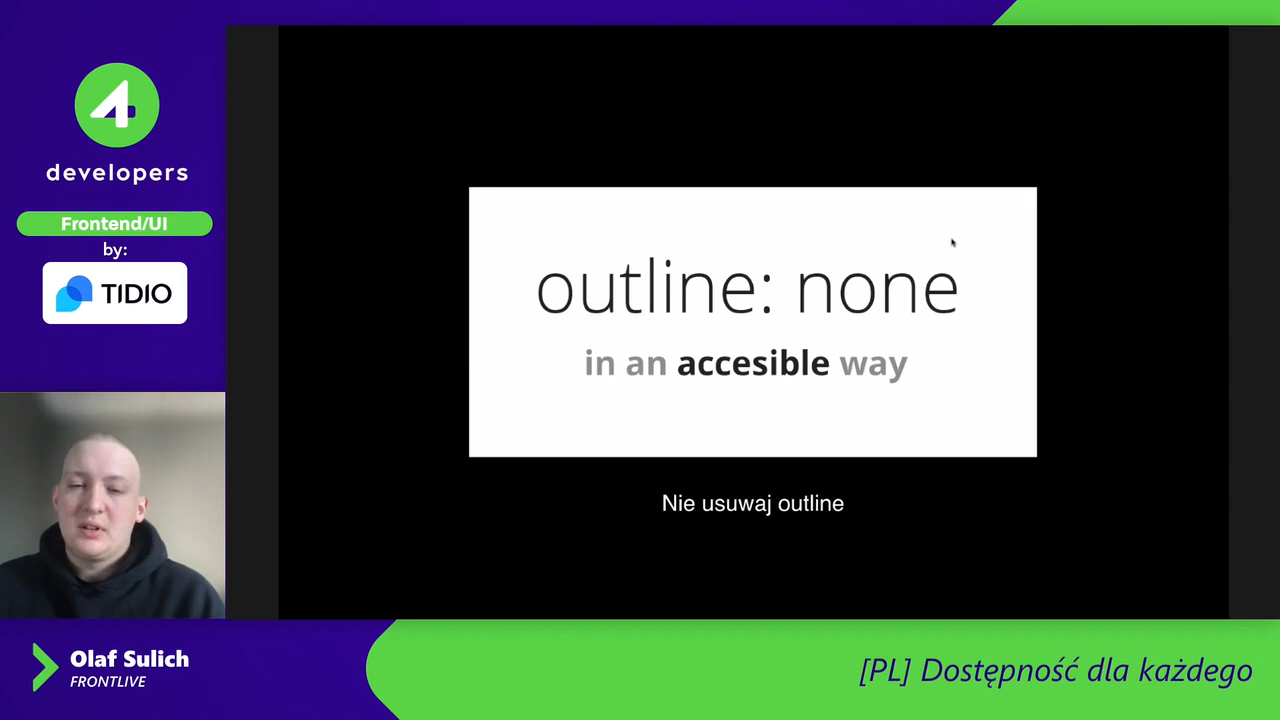 4
developers
Frontend/UI
by:
TIDIO
outline: none
in an accesible way
Nie usuwaj outline
Olaf Sulich
FRONTLIVE
[PL] Dostępność dla każdego